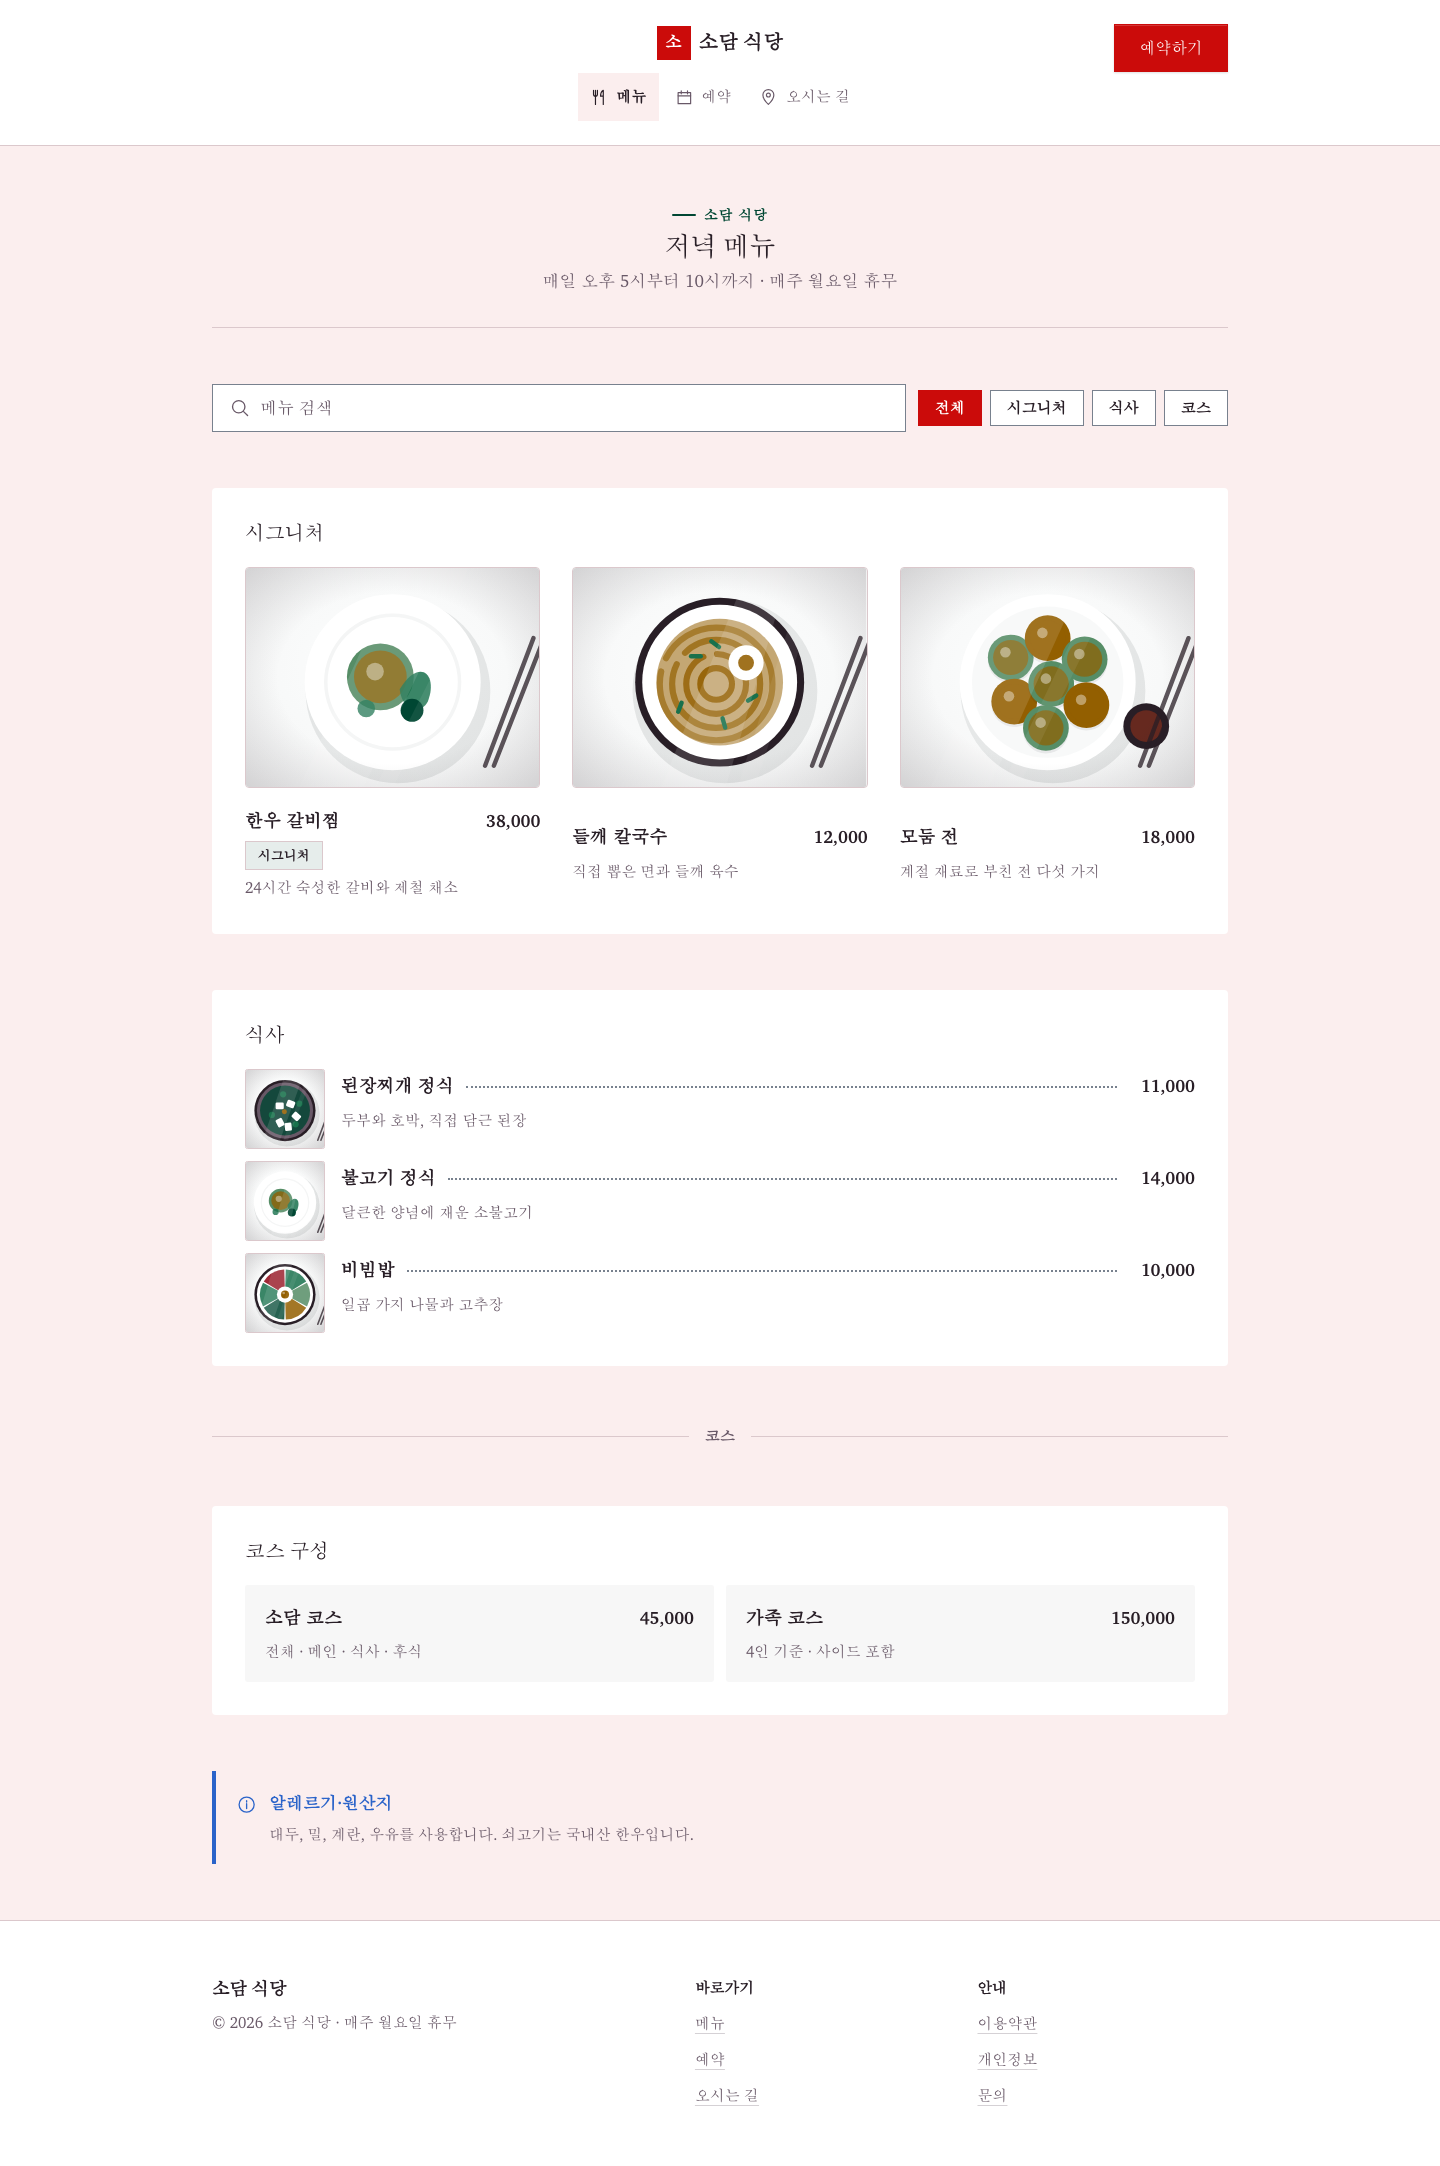 소 소담 식당
예약하기
메뉴 예약 오시는 길
소담 식당
저녁 메뉴
매일 오후 5시부터 10시까지 · 매주 월요일 휴무
메뉴 검색
전체 시그니처 식사 코스
시그니처
한우 갈비찜 38,000
시그니처
24시간 숙성한 갈비와 제철 채소
들깨 칼국수 12,000
직접 뽑은 면과 들깨 육수
모둠 전 18,000
계절 재료로 부친 전 다섯 가지
식사
된장찌개 정식 11,000
두부와 호박, 직접 담근 된장
불고기 정식 14,000
달큰한 양념에 재운 소불고기
비빔밥 10,000
일곱 가지 나물과 고추장
코스
코스 구성
소담 코스 45,000
전채 · 메인 · 식사 · 후식
가족 코스 150,000
4인 기준 · 사이드 포함
알레르기·원산지
대두, 밀, 계란, 우유를 사용합니다. 쇠고기는 국내산 한우입니다.
소담 식당
© 2026 소담 식당 · 매주 월요일 휴무
바로가기
메뉴
예약
오시는 길
안내
이용약관
개인정보
문의